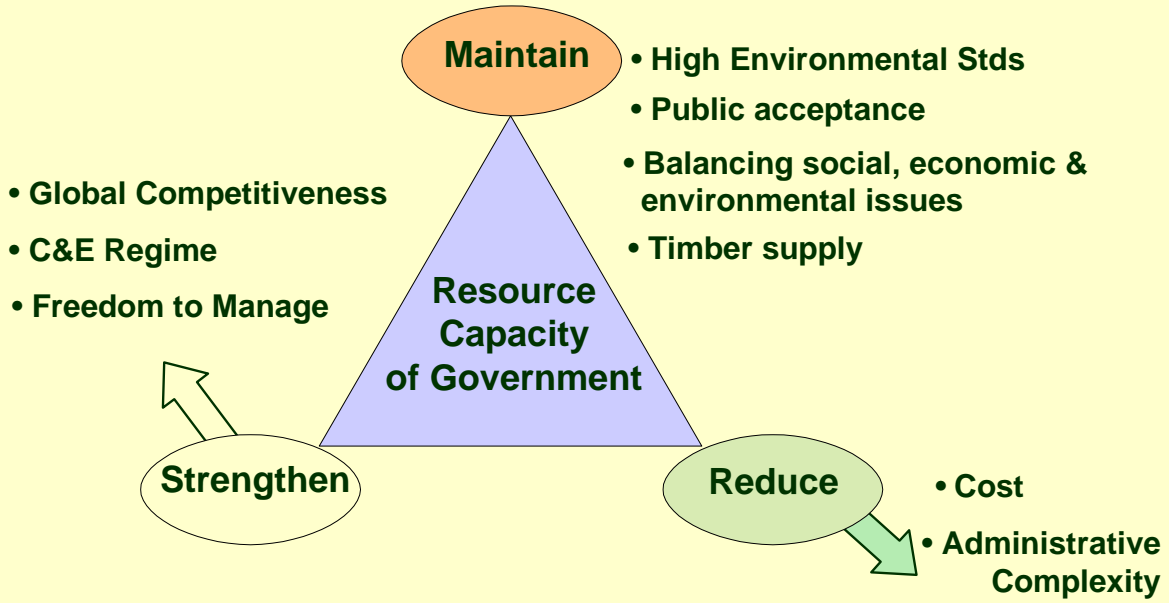 Maintain
• High Environmental Stds
• Public acceptance
• Balancing social, economic &
environmental issues
• Timber supply
• Global Competitiveness
• C&E Regime
• Freedom to Manage
Resource
Capacity
of Government
Strengthen
Reduce
• Cost
• Administrative
Complexity